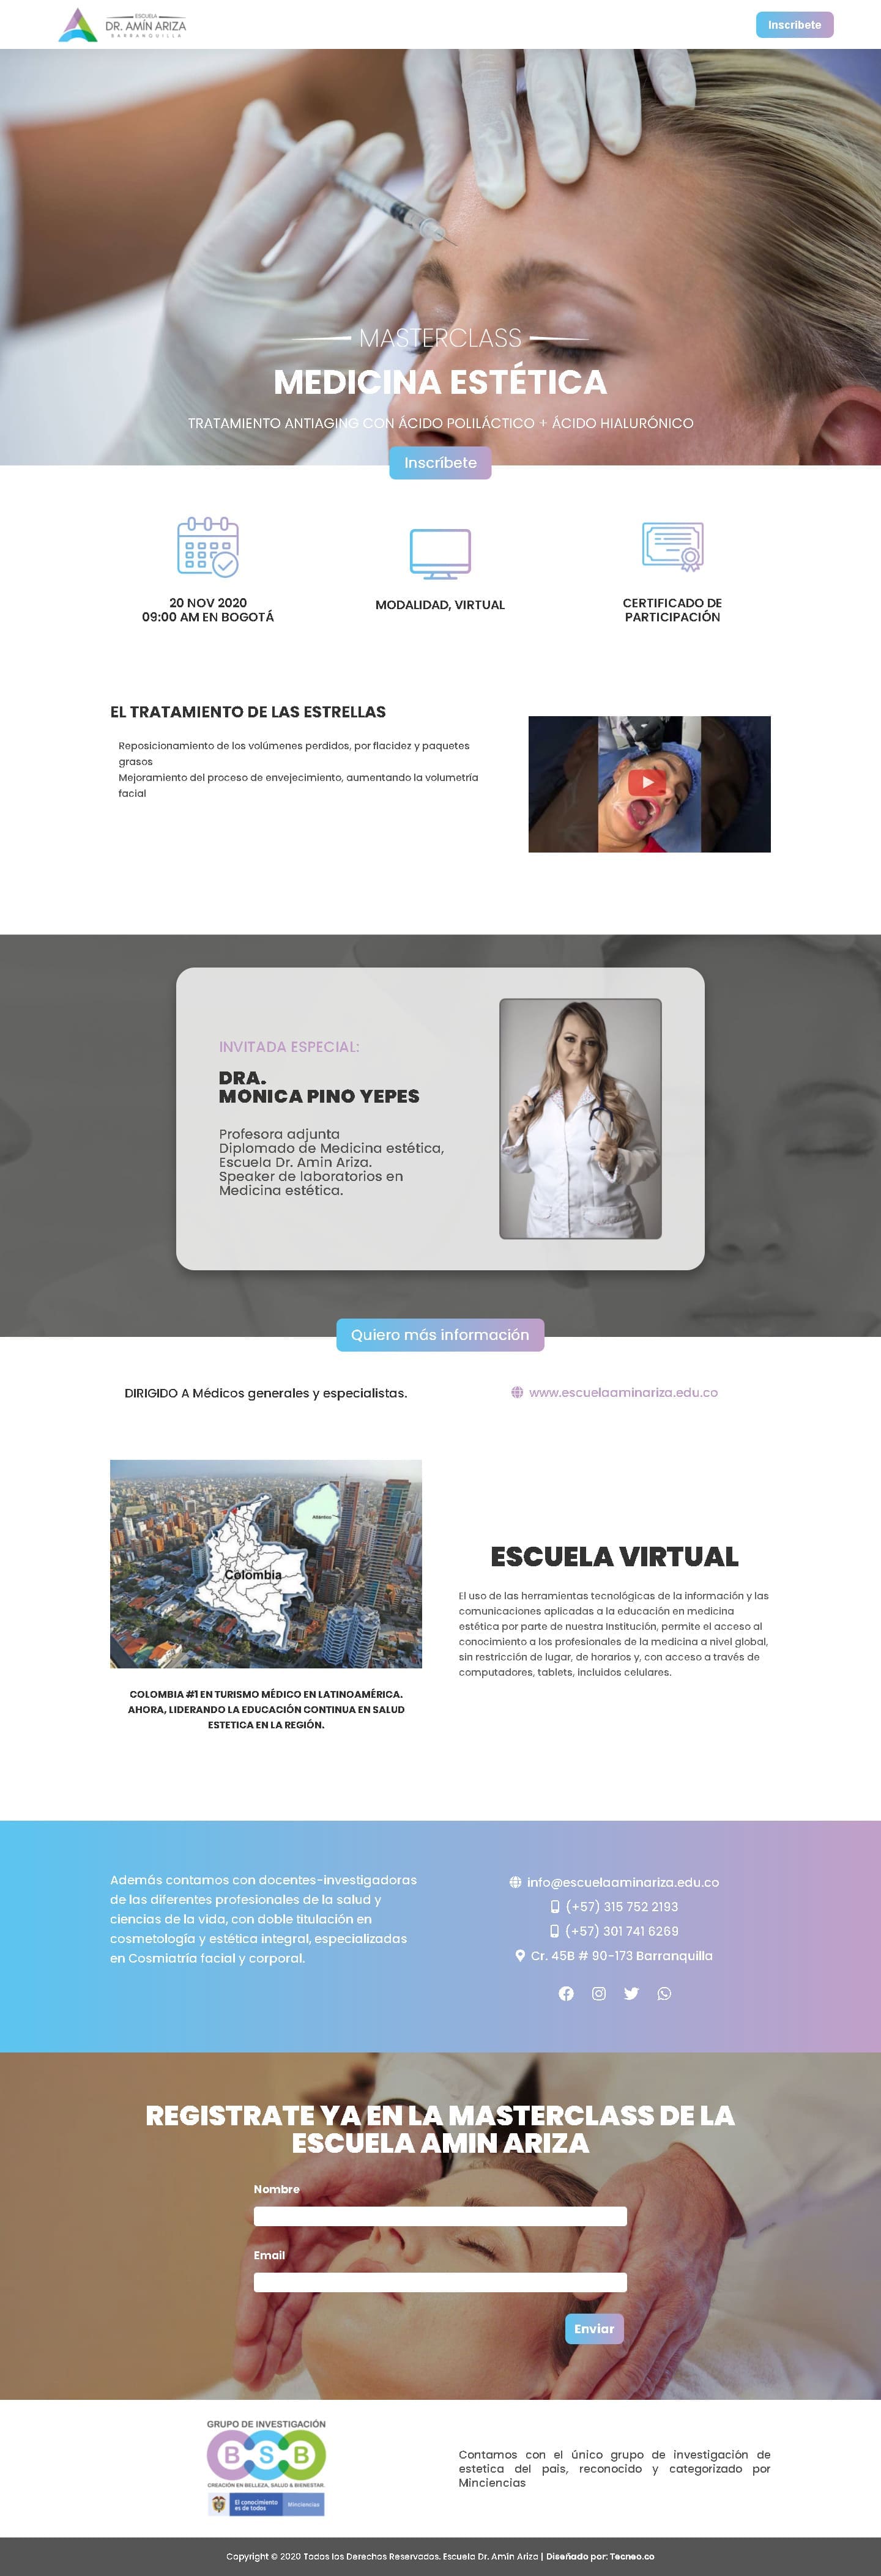 ESCUELA
DR. AMÍN ARIZA
BARRANQUILLA
Inscribete
MASTERCLASS
MEDICINA ESTÉTICA
TRATAMIENTO ANTIAGING CON ÁCIDO POLILÁCTICO + ÁCIDO HIALURÓNICO
Inscríbete
20 NOV 2020
09:00 AM EN BOGOTÁ
MODALIDAD, VIRTUAL
CERTIFICADO DE
PARTICIPACIÓN
EL TRATAMIENTO DE LAS ESTRELLAS
Reposicionamiento de los volúmenes perdidos, por flacidez y paquetes
grasos
Mejoramiento del proceso de envejecimiento, aumentando la volumetría
facial
INVITADA ESPECIAL:
DRA.
MONICA PINO YEPES
Profesora adjunta
Diplomado de Medicina estética,
Escuela Dr. Amin Ariza.
Speaker de laboratorios en
Medicina estética.
Quiero más información
DIRIGIDO A Médicos generales y especialistas.
www.escuelaaminariza.edu.co
Atlántico
Colombia
COLOMBIA #1 EN TURISMO MÉDICO EN LATINOAMÉRICA.
AHORA, LIDERANDO LA EDUCACIÓN CONTINUA EN SALUD
ESTETICA EN LA REGIÓN.
ESCUELA VIRTUAL
El uso de las herramientas tecnológicas de la información y las
comunicaciones aplicadas a la educación en medicina
estética por parte de nuestra Institución, permite el acceso al
conocimiento a los profesionales de la medicina a nivel global,
sin restricción de lugar, de horarios y, con acceso a través de
computadores, tablets, incluidos celulares.
Además contamos con docentes-investigadoras
de las diferentes profesionales de la salud y
ciencias de la vida, con doble titulación en
cosmetología y estética integral, especializadas
en Cosmiatría facial y corporal.
info@escuelaaminariza.edu.co
(+57) 315 752 2193
(+57) 301 741 6269
Cr. 45B # 90-173 Barranquilla
REGISTRATE YA EN LA MASTERCLASS DE LA
ESCUELA AMIN ARIZA
Nombre
Email
Enviar
GRUPO DE INVESTIGACIÓN
B S B
CREACIÓN EN BELLEZA, SALUD & BIENESTAR.
El conocimiento
es de todos
Minciencias
Contamos con el único grupo de investigación de
estetica del pais, reconocido y categorizado por
Minciencias
Copyright © 2020 Todos los Derechos Reservados. Escuela Dr. Amín Ariza | Diseñado por: Tecneo.co